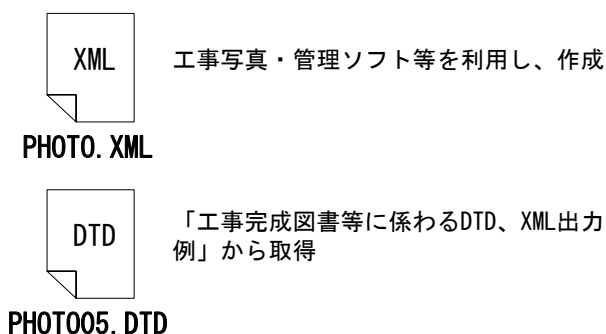 XML
工事写真・管理ソフト等を利用し、作成
PHOTO.XML
DTD
「工事完成図書等に係わるDTD、XML出力
例」から取得
PHOTO05.DTD